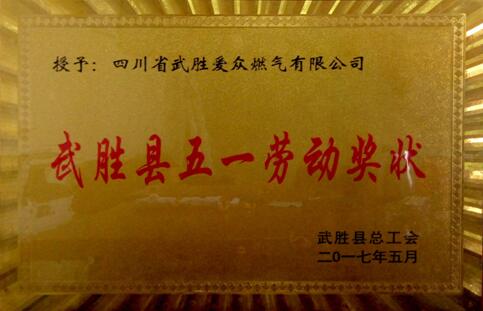 授予：四川省武胜爱众燃气有限公司
武胜县五一劳动奖状
武胜县总工会
二〇一七年五月